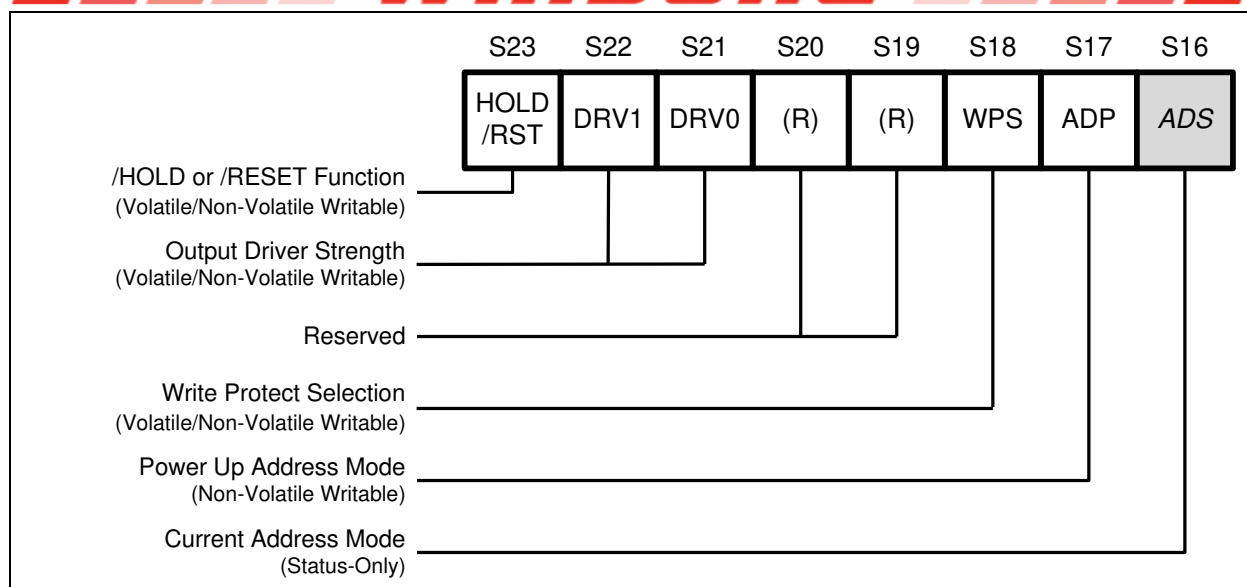 S23 S22 S21 S20 S19 S18 S17 S16
HOLD
/RST DRV1 DRV0 (R) (R) WPS ADP ADS
/HOLD or /RESET Function
(Volatile/Non-Volatile Writable)
Output Driver Strength
(Volatile/Non-Volatile Writable)
Reserved
Write Protect Selection
(Volatile/Non-Volatile Writable)
Power Up Address Mode
(Non-Volatile Writable)
Current Address Mode
(Status-Only)